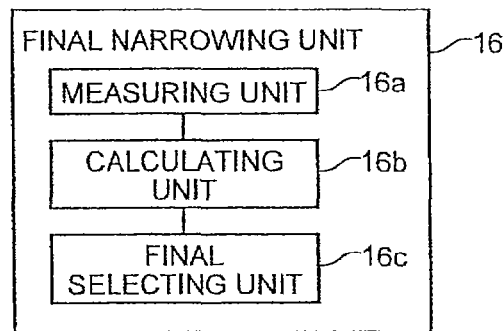 FINAL NARROWING UNIT
16
MEASURING UNIT
16a
CALCULATING
UNIT
16b
FINAL
SELECTING UNIT
16c